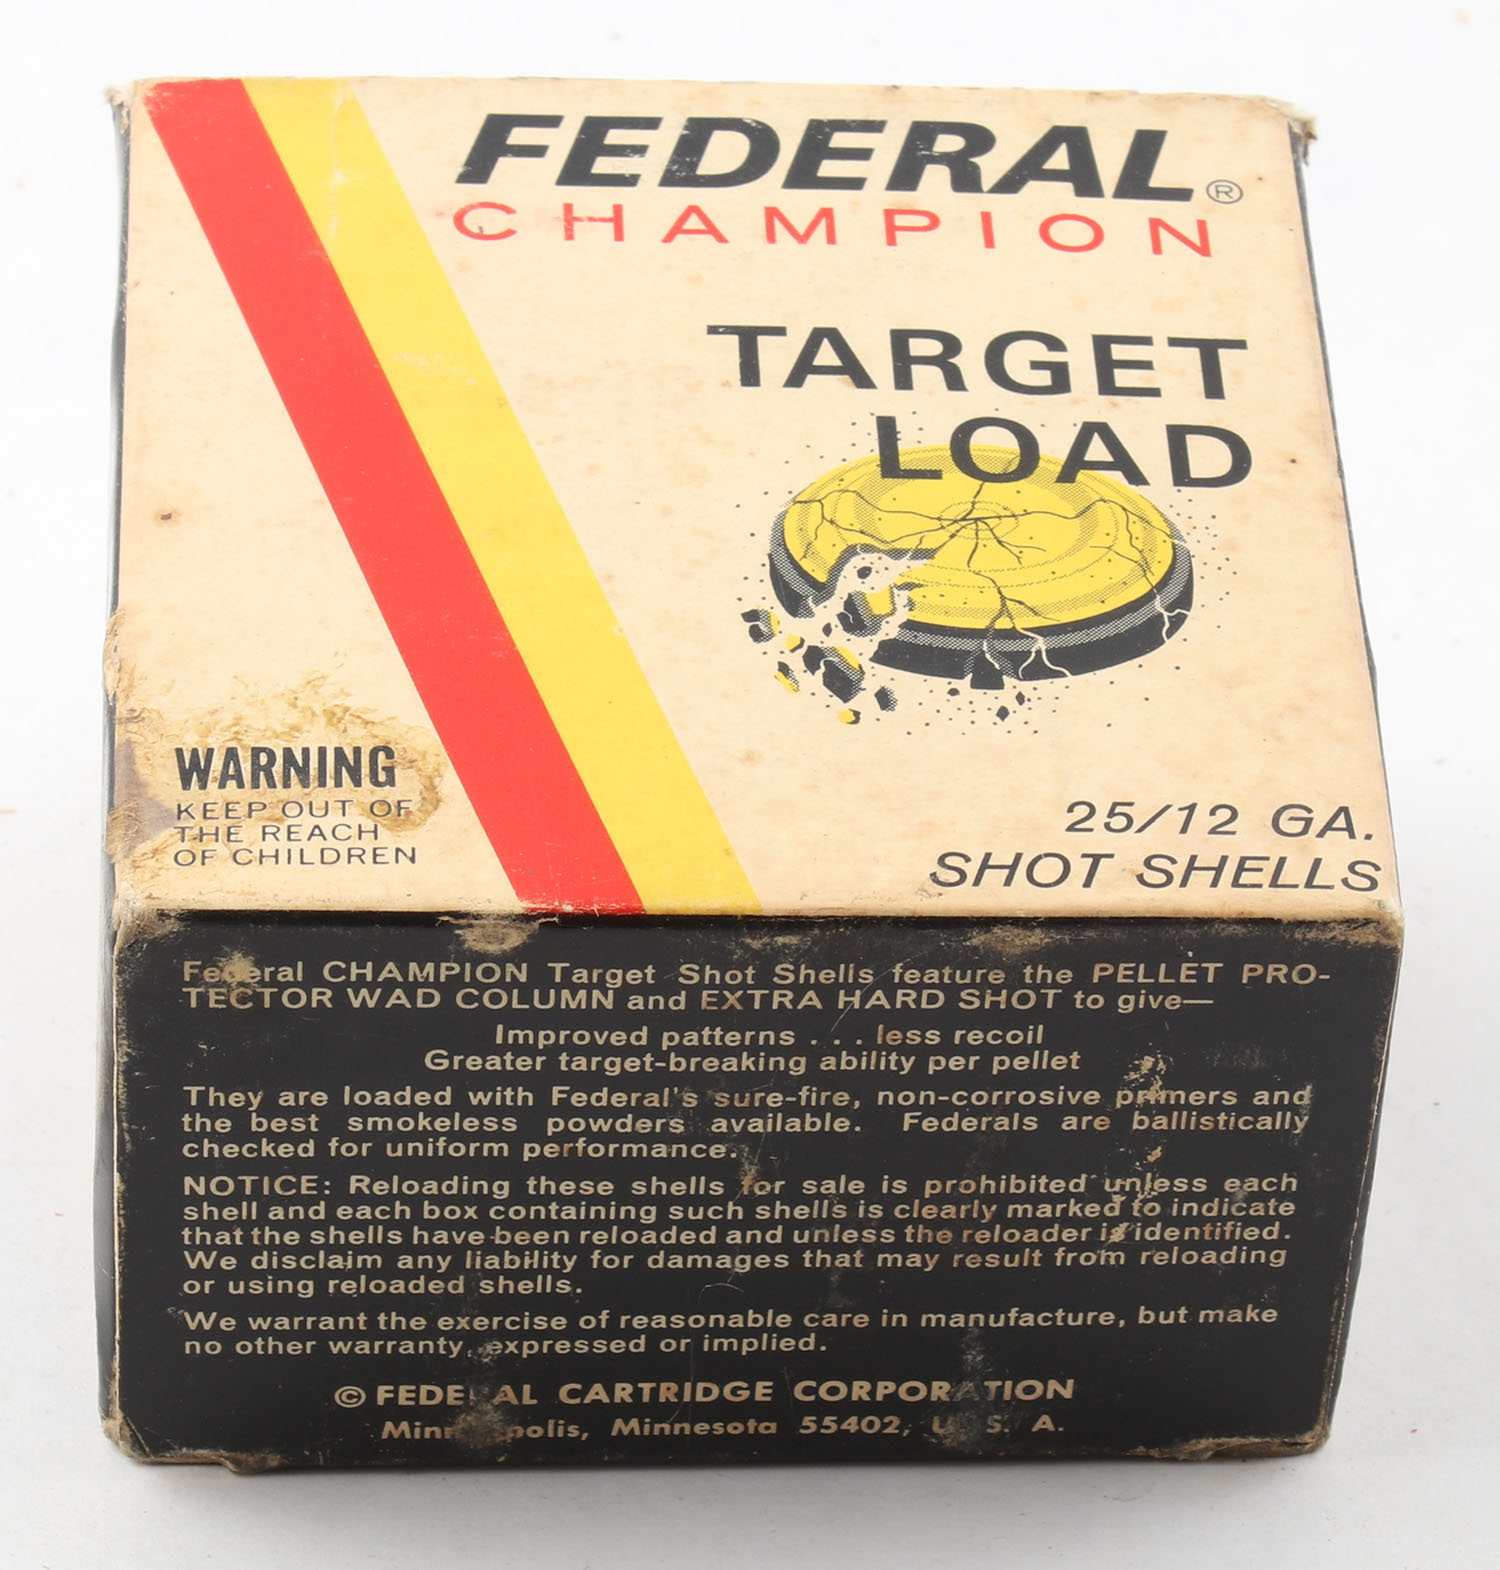 FEDERAL®
CHAMPION
TARGET
LOAD
WARNING
KEEP OUT OF
THE REACH
OF CHILDREN
25/12 GA.
SHOT SHELLS
Federal CHAMPION Target Shot Shells feature the PELLET PRO-
TECTOR WAD COLUMN and EXTRA HARD SHOT to give—
Improved patterns . . . less recoil
Greater target-breaking ability per pellet
They are loaded with Federal's sure-fire, non-corrosive primers and
the best smokeless powders available. Federals are ballistically
checked for uniform performance.
NOTICE: Reloading these shells for sale is prohibited unless each
shell and each box containing such shells is clearly marked to indicate
that the shells have been reloaded and unless the reloader is identified.
We disclaim any liability for damages that may result from reloading
or using reloaded shells.
We warrant the exercise of reasonable care in manufacture, but make
no other warranty, expressed or implied.
© FEDERAL CARTRIDGE CORPORATION
Minneapolis, Minnesota 55402, U. S. A.